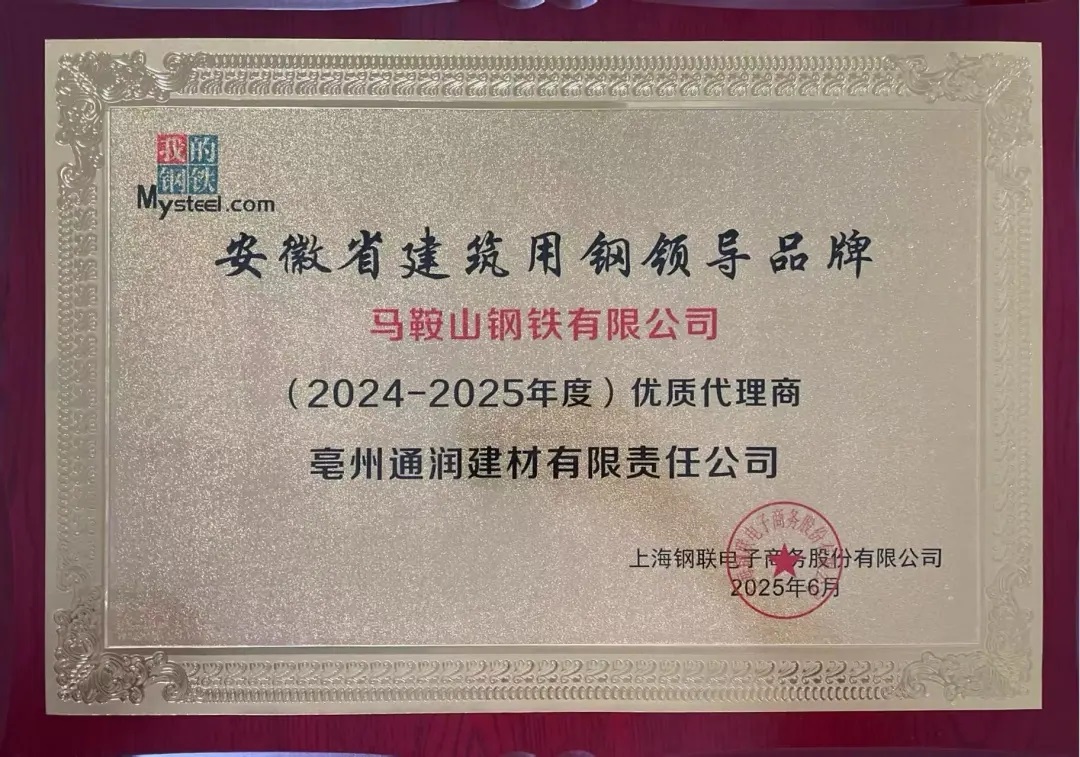 我的
钢铁
Mysteel.com
安徽省建筑用钢领导品牌
马鞍山钢铁有限公司
（2024-2025年度）优质代理商
亳州通润建材有限责任公司
上海钢联电子商务股份有限公司
2025年6月